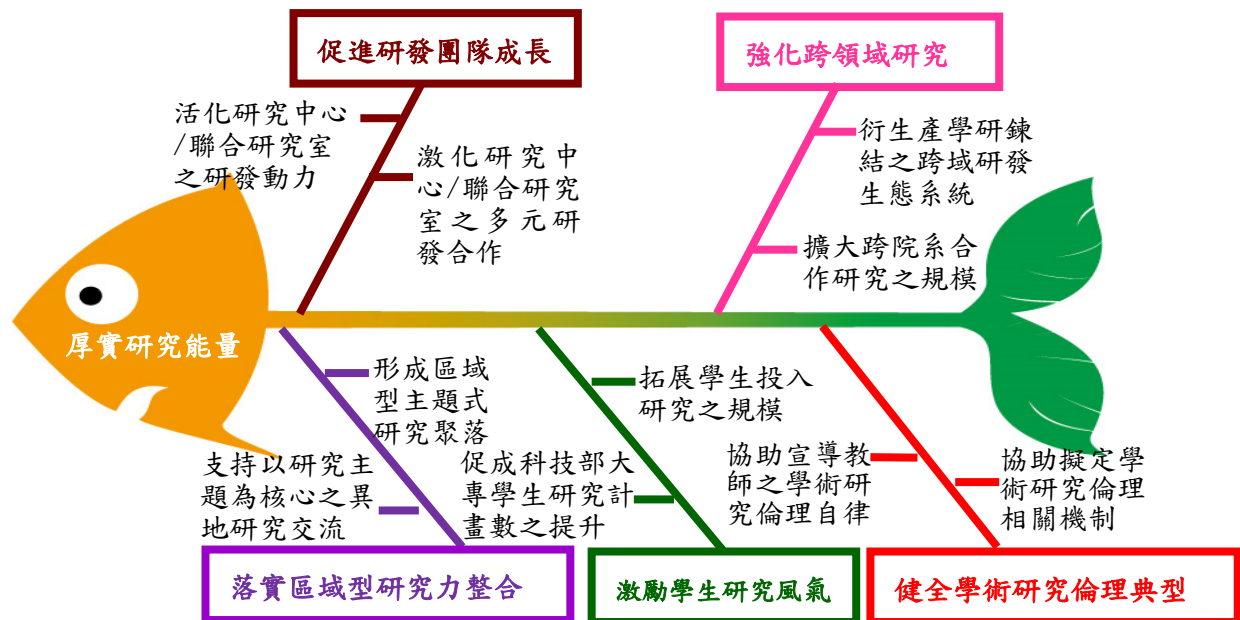 促進研發團隊成長
強化跨領域研究
活化研究中心
/聯合研究室
之研發動力
激化研究中
心/聯合研究
室之多元研
發合作
衍生產學研鍊
結之跨域研發
生態系統
擴大跨院系合
作研究之規模
厚實研究能量
形成區域
型主題式
研究聚落
支持以研究主
題為核心之異
地研究交流
拓展學生投入
研究之規模
促成科技部大
專學生研究計
畫數之提升
協助宣導教
師之學術研
究倫理自律
協助擬定學
術研究倫理
相關機制
落實區域型研究力整合
激勵學生研究風氣
健全學術研究倫理典型